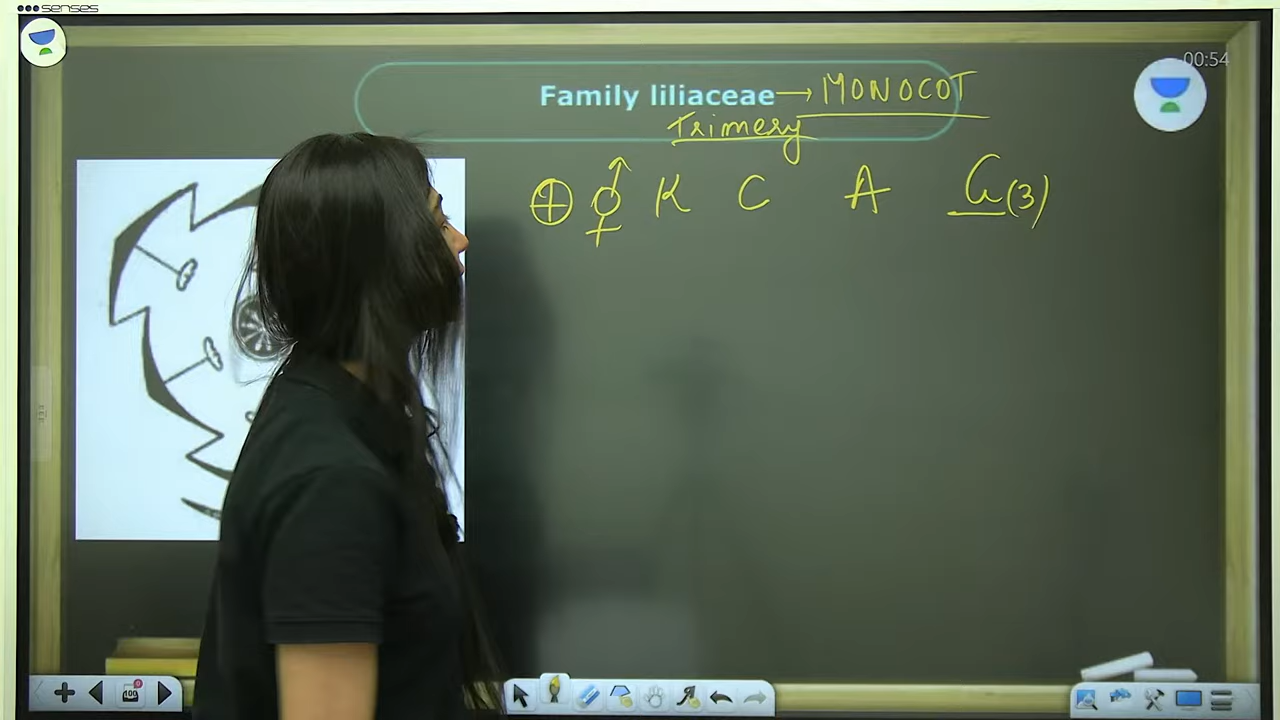 senses
00:54
Family liliaceae → MONOCOT
Trimery
⊕ ⚥ K C A G(3)